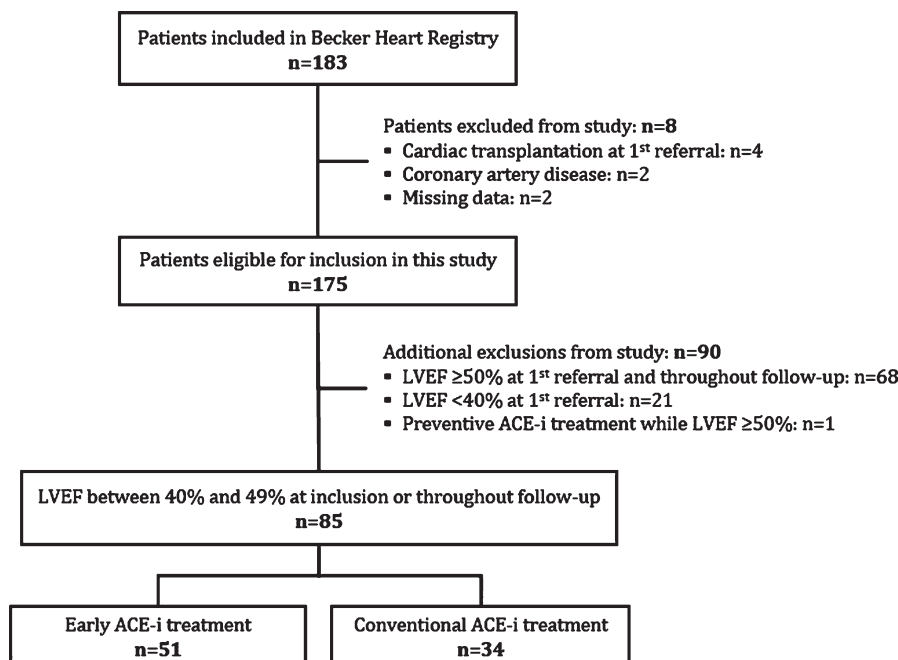 Patients included in Becker Heart Registry
n=183
Patients excluded from study: n=8
▪ Cardiac transplantation at 1st referral: n=4
▪ Coronary artery disease: n=2
▪ Missing data: n=2
Patients eligible for inclusion in this study
n=175
Additional exclusions from study: n=90
▪ LVEF ≥50% at 1st referral and throughout follow-up: n=68
▪ LVEF <40% at 1st referral: n=21
▪ Preventive ACE-i treatment while LVEF ≥50%: n=1
LVEF between 40% and 49% at inclusion or throughout follow-up
n=85
Early ACE-i treatment
n=51
Conventional ACE-i treatment
n=34